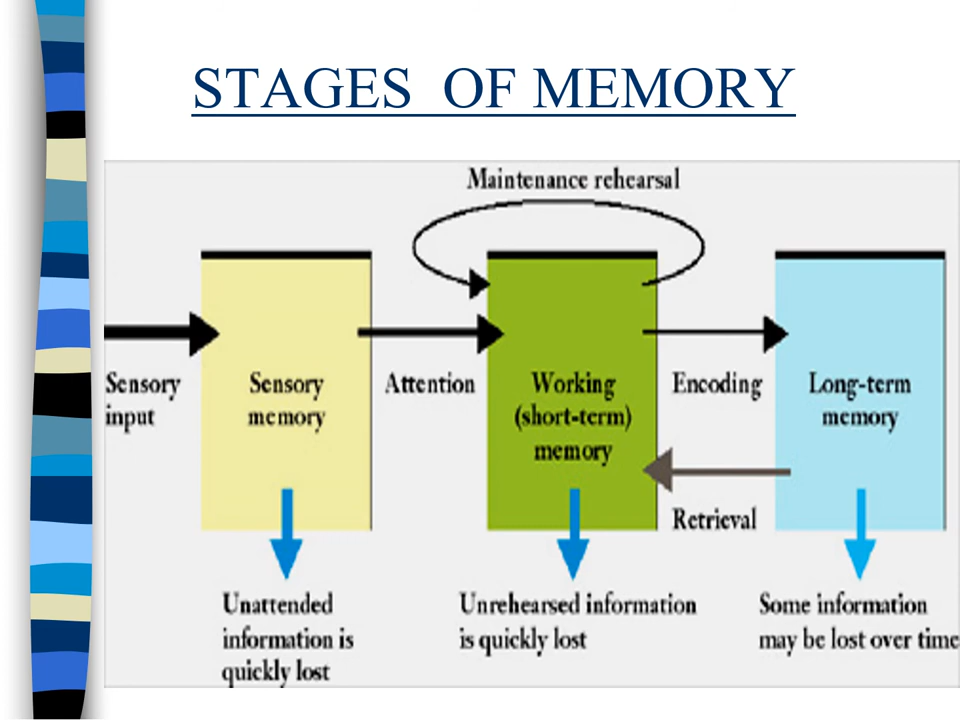 STAGES OF MEMORY
Maintenance rehearsal
Sensory
input
Sensory
memory
Attention
Working
(short-term)
memory
Encoding
Long-term
memory
Retrieval
Unattended
information is
quickly lost
Unrehearsed information
is quickly lost
Some information
may be lost over time